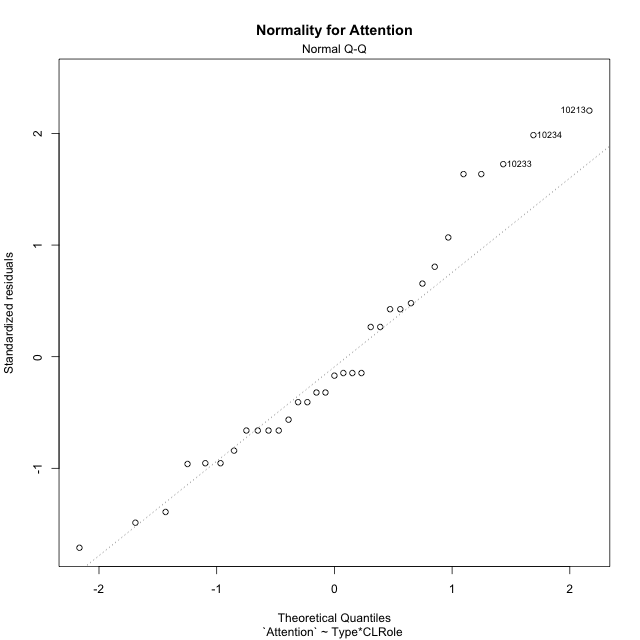 Normality for Attention
Normal Q-Q
10213
10234
10233
2
1
0
-1
Standardized residuals
-2 -1 0 1 2
Theoretical Quantiles
`Attention` ~ Type*CLRole